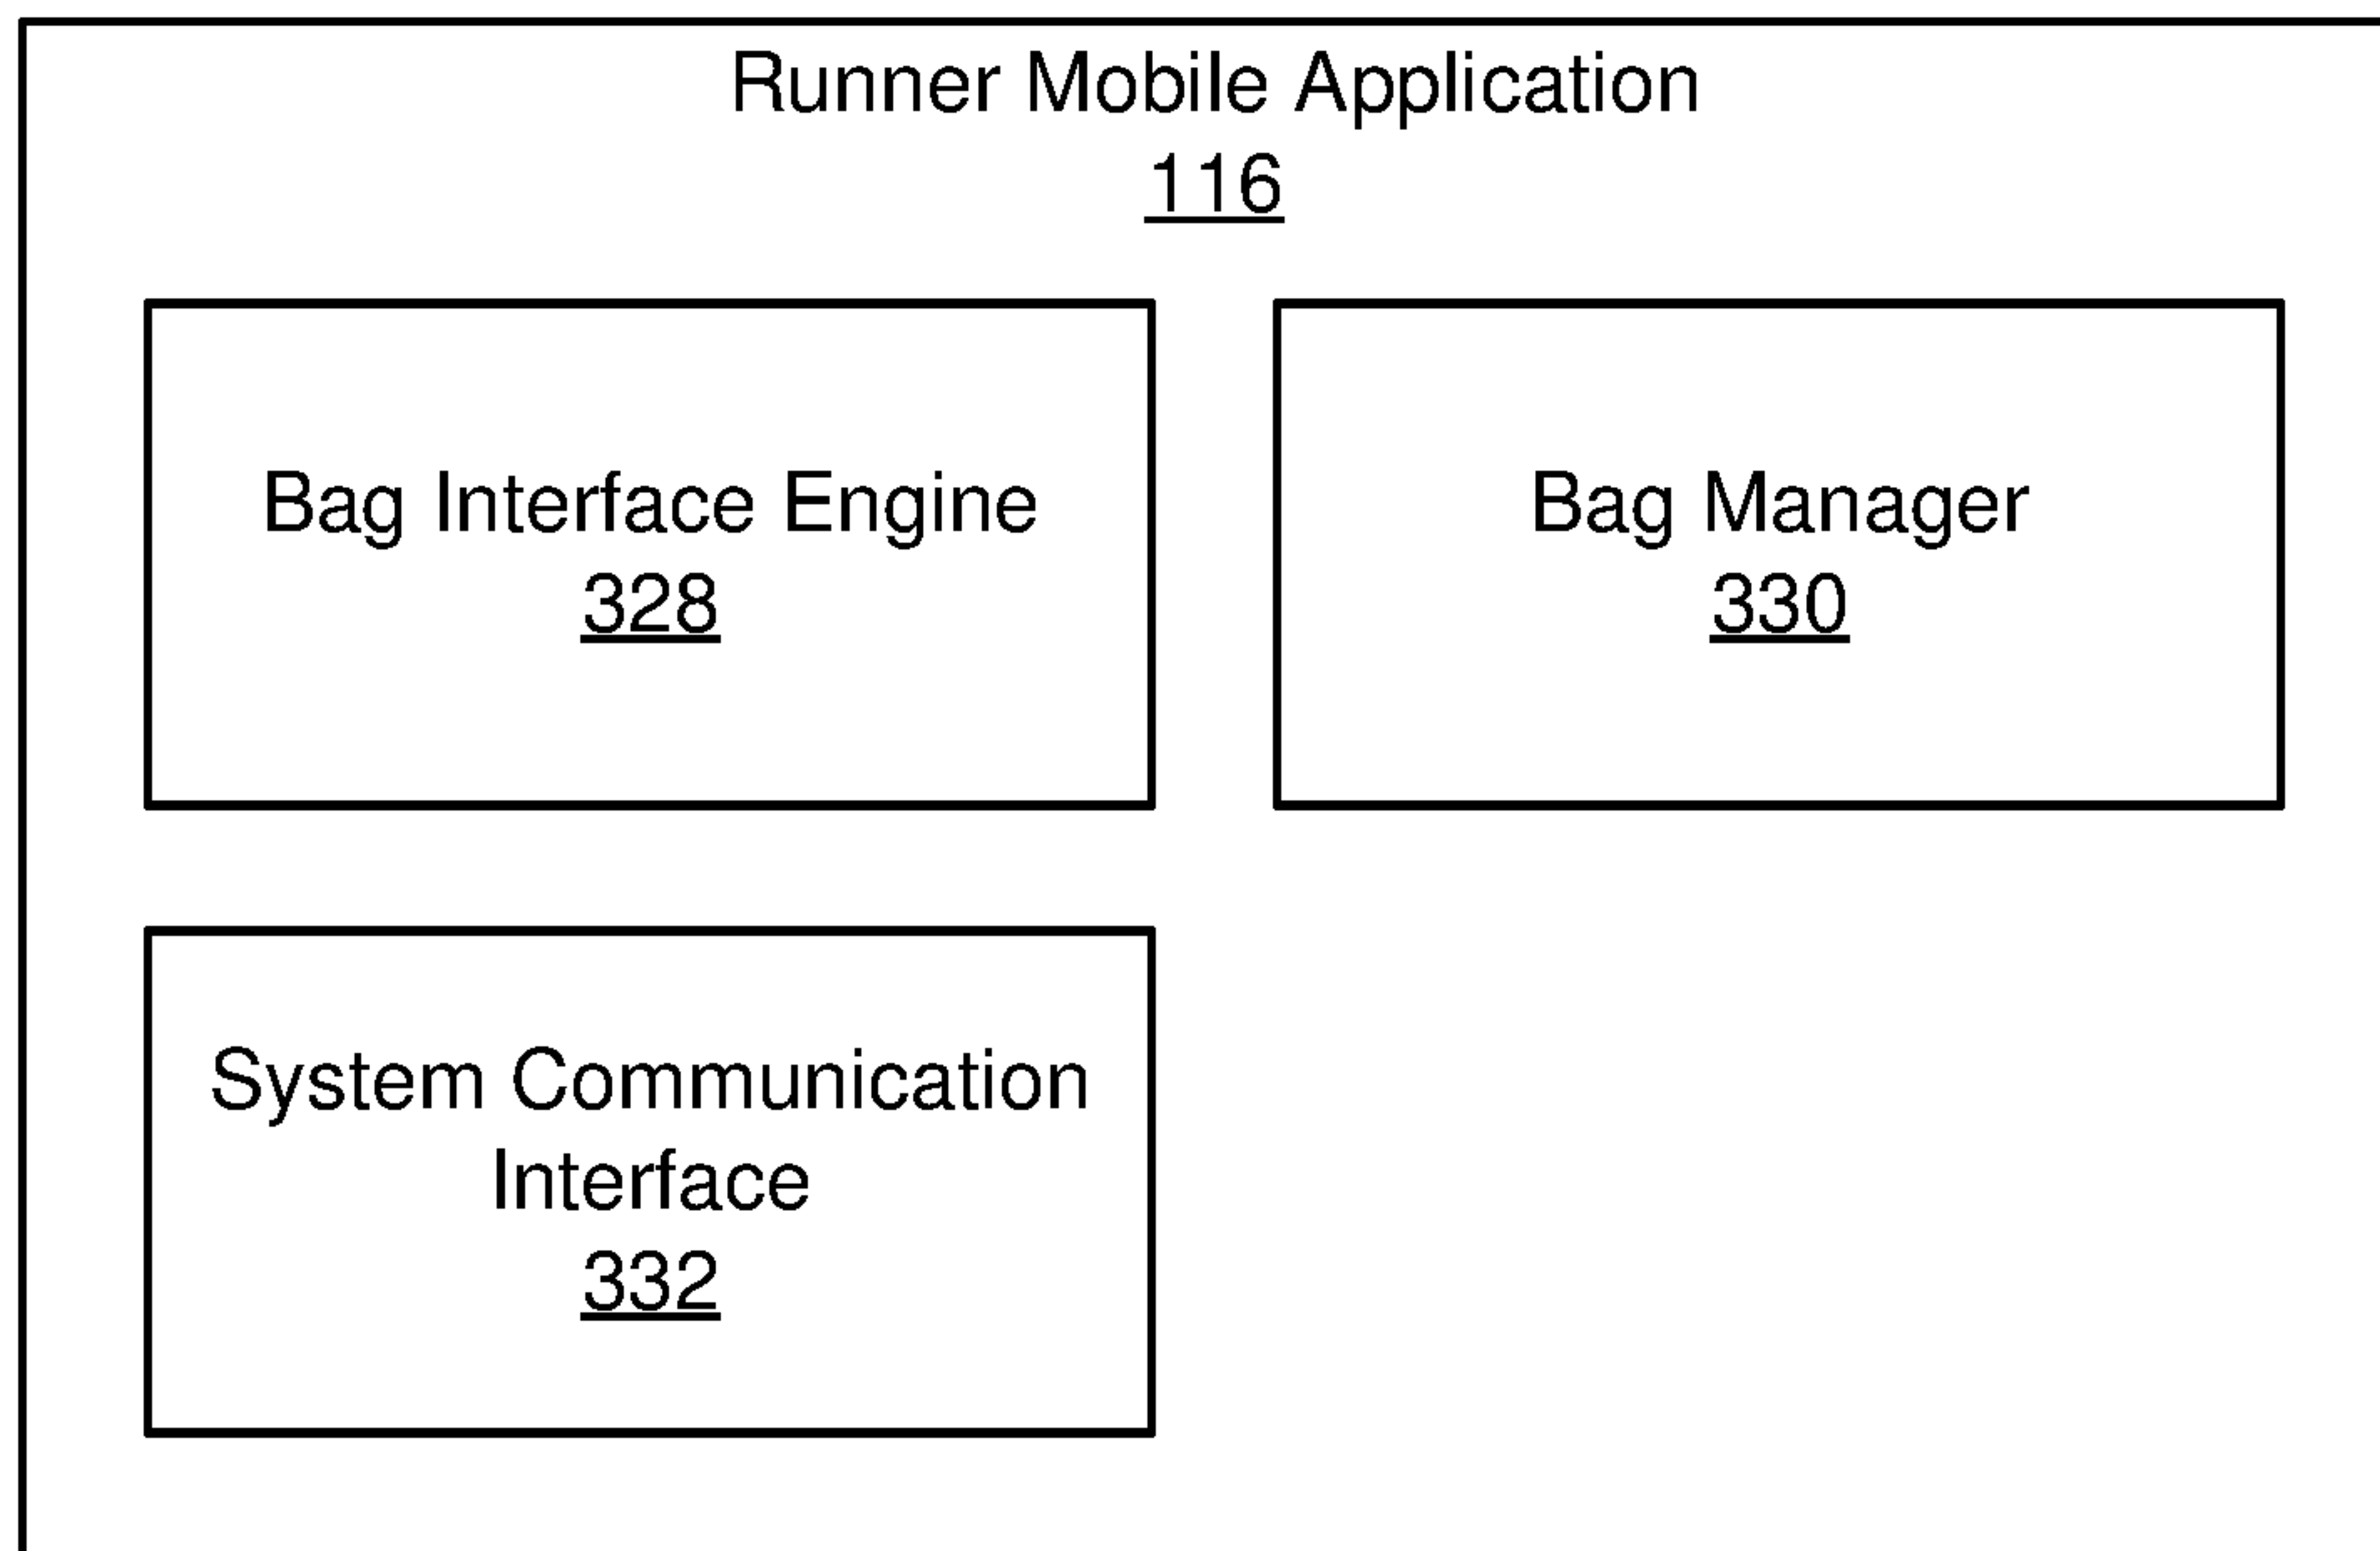 Runner Mobile Application
116
Bag Interface Engine
328
Bag Manager
330
System Communication
Interface
332